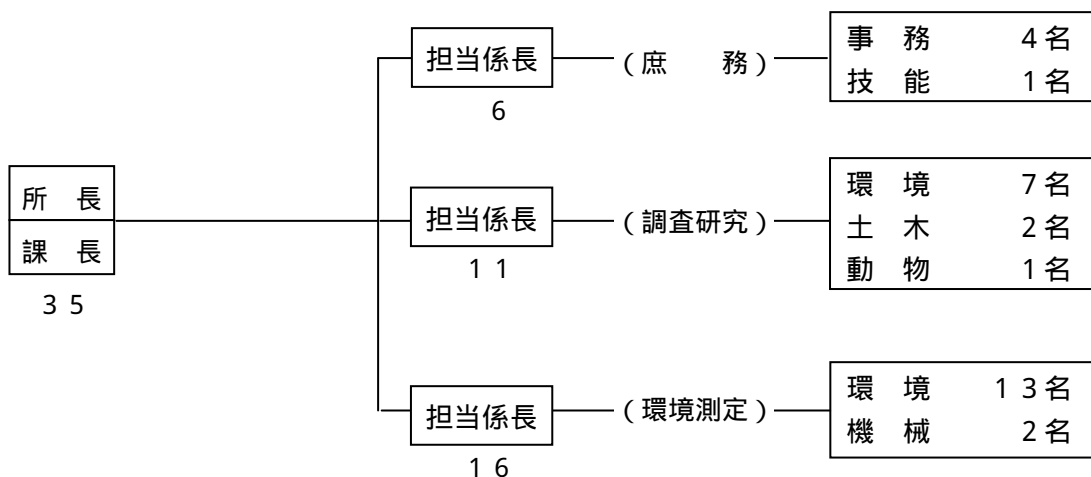 所　長
課　長
３５
担当係長
６
（庶　　務）
事　務　　　４名
技　能　　　１名
担当係長
１１
（調査研究）
環　境　　　７名
土　木　　　２名
動　物　　　１名
担当係長
１６
（環境測定）
環　境　　１３名
機　械　　　２名